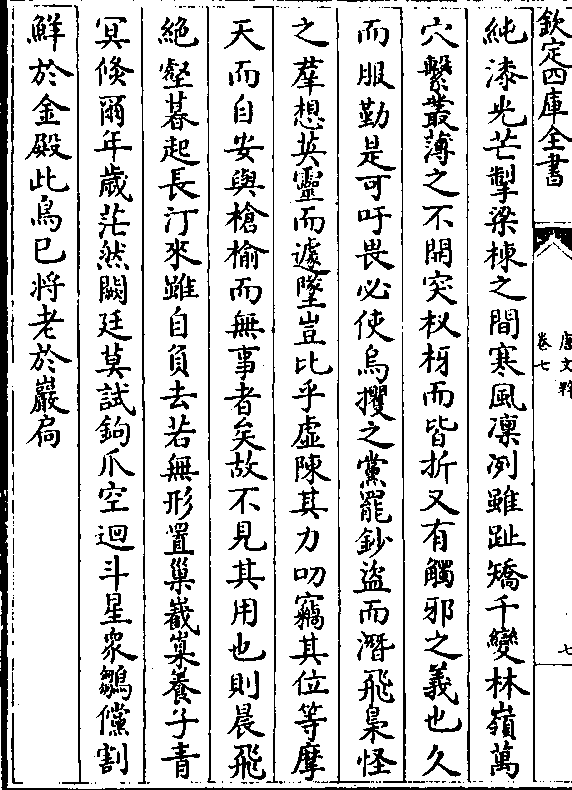 欽定四庫全書
唐文粹
卷七
七
純漆光芒掣梁棟之間寒風凜冽雖趾矯千變林嶺萬
穴繫叢薄之不開突杈枒而皆折又有觸邪之義也久
而服勤是可吁畏必使烏攫之黨罷鈔盜而潛飛梟怪
之羣想英靈而遽墜豈比乎虛陳其力叨竊其位等摩
天而自安與槍榆而無事者矣故不見其用也則晨飛
絕壑暮起長汀來雖自負去若無形置巢嶻嵲養子青
冥倏爾年歲茫然闕廷莫試鉤爪空迴斗星衆鶵儻割
鮮於金殿此鳥已將老於巖扃